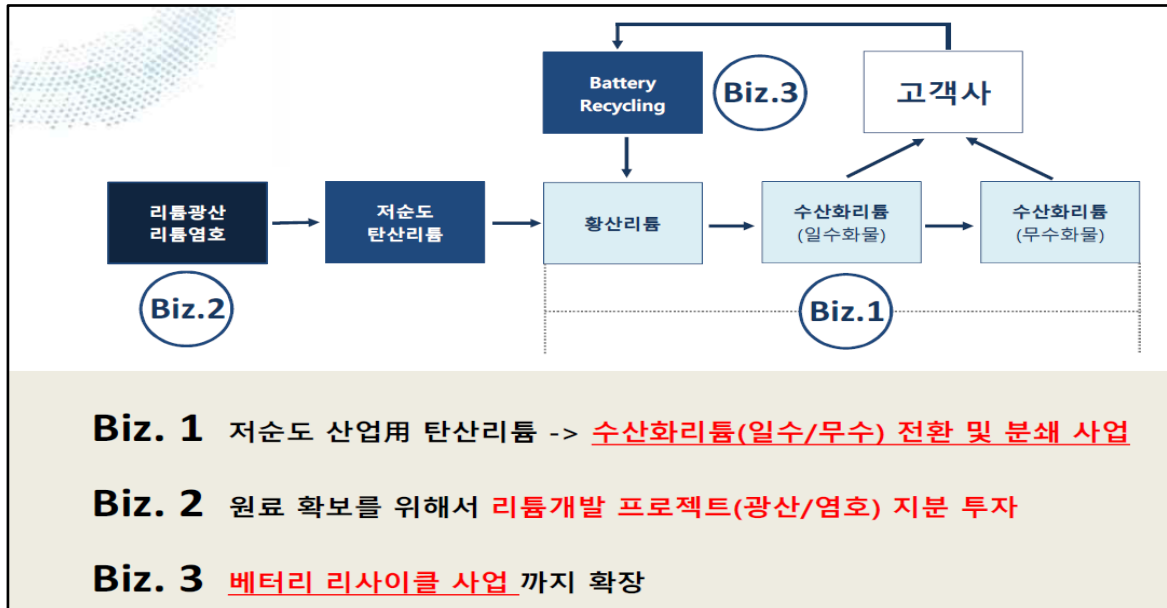 Battery
Recycling
Biz.3
고객사
리튬광산
리튬염호
저순도
탄산리튬
황산리튬
수산화리튬
(일수화물)
수산화리튬
(무수화물)
Biz.2
Biz.1
Biz. 1 저순도 산업用 탄산리튬 -> 수산화리튬(일수/무수) 전환 및 분쇄 사업
Biz. 2 원료 확보를 위해서 리튬개발 프로젝트(광산/염호) 지분 투자
Biz. 3 베터리 리사이클 사업 까지 확장